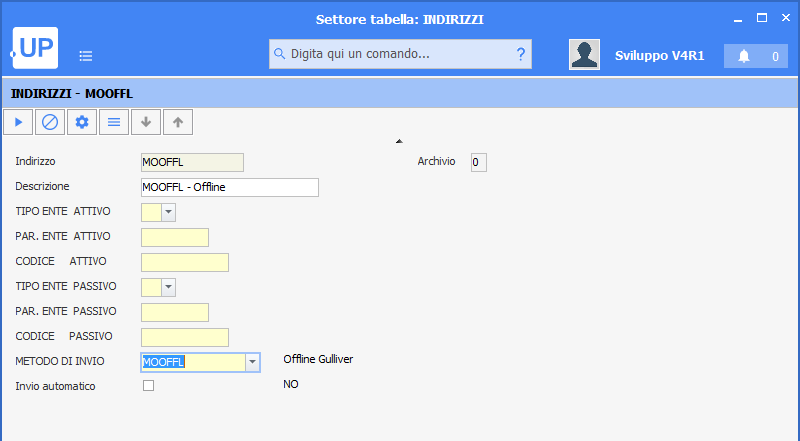 Settore tabella: INDIRIZZI
.UP
Digita qui un comando... ?
Sviluppo V4R1
0
INDIRIZZI - MOOFFL
Indirizzo MOOFFL Archivio 0
Descrizione MOOFFL - Offline
TIPO ENTE ATTIVO
PAR. ENTE ATTIVO
CODICE ATTIVO
TIPO ENTE PASSIVO
PAR. ENTE PASSIVO
CODICE PASSIVO
METODO DI INVIO MOOFFL Offline Gulliver
Invio automatico NO